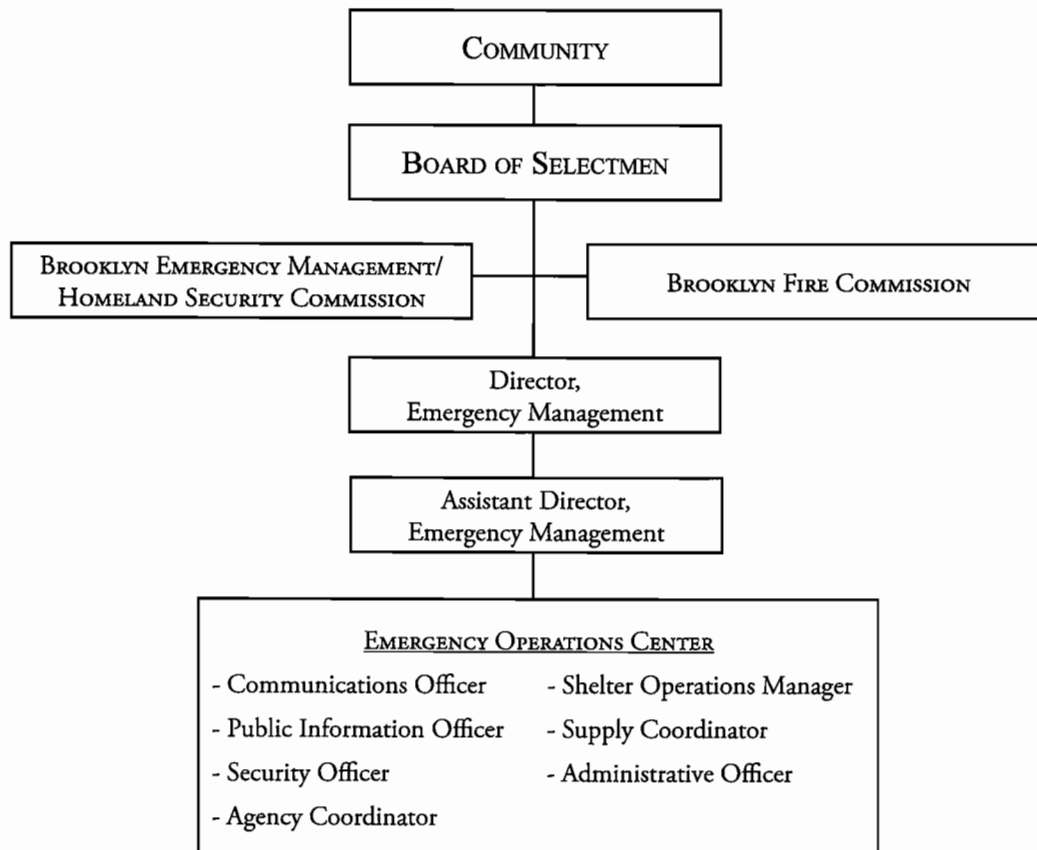 COMMUNITY
BOARD OF SELECTMEN
BROOKLYN EMERGENCY MANAGEMENT/
HOMELAND SECURITY COMMISSION
BROOKLYN FIRE COMMISSION
Director,
Emergency Management
Assistant Director,
Emergency Management
EMERGENCY OPERATIONS CENTER
- Communications Officer
- Public Information Officer
- Security Officer
- Agency Coordinator
- Shelter Operations Manager
- Supply Coordinator
- Administrative Officer